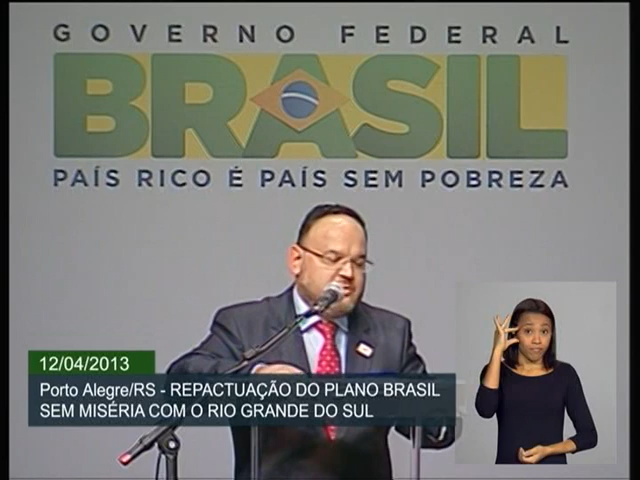 GOVERNO FEDERAL
BRASIL
PAÍS RICO É PAÍS SEM POBREZA
12/04/2013
Porto Alegre/RS - REPACTUAÇÃO DO PLANO BRASIL
SEM MISÉRIA COM O RIO GRANDE DO SUL